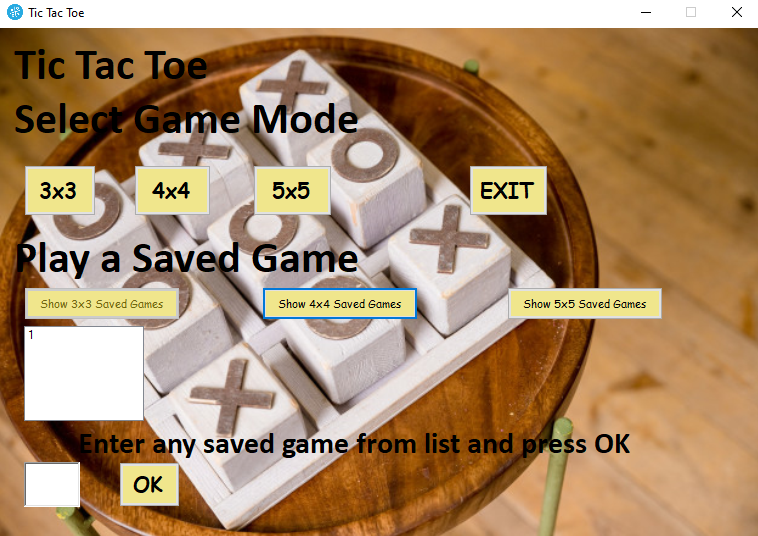 Tic Tac Toe
Tic Tac Toe
Select Game Mode
3x3 4x4 5x5 EXIT
Play a Saved Game
Show 3x3 Saved Games Show 4x4 Saved Games Show 5x5 Saved Games
1
Enter any saved game from list and press OK
OK